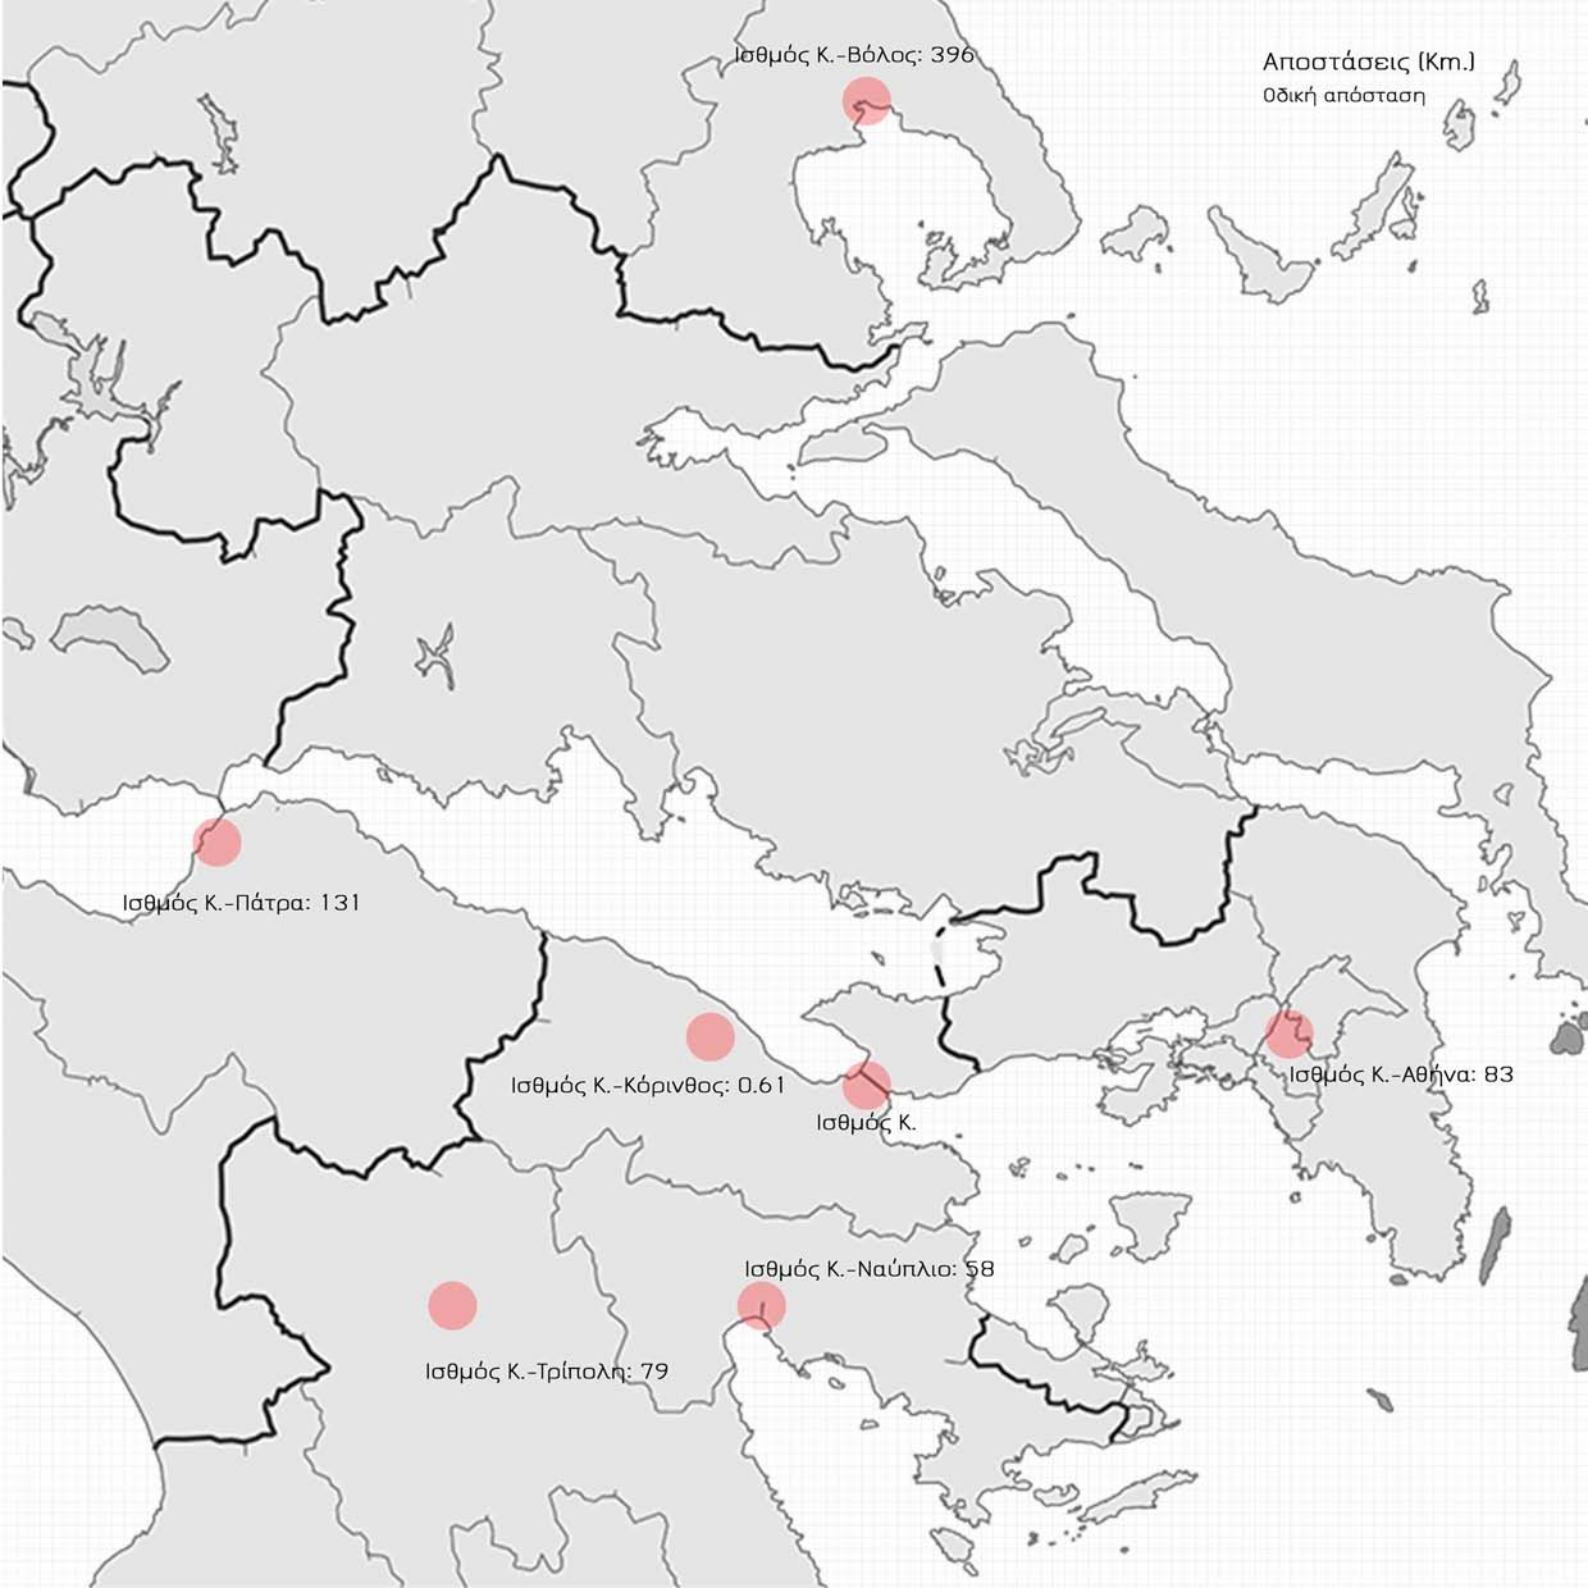 Ισθμός Κ.-Βόλος: 396
Αποστάσεις (Km.)
Οδική απόσταση
Ισθμός Κ.-Πάτρα: 131
Ισθμός Κ.-Κόρινθος: 0.61
Ισθμός Κ.
Ισθμός Κ.-Αθήνα: 83
Ισθμός Κ.-Ναύπλιο: 58
Ισθμός Κ.-Τρίπολη: 79